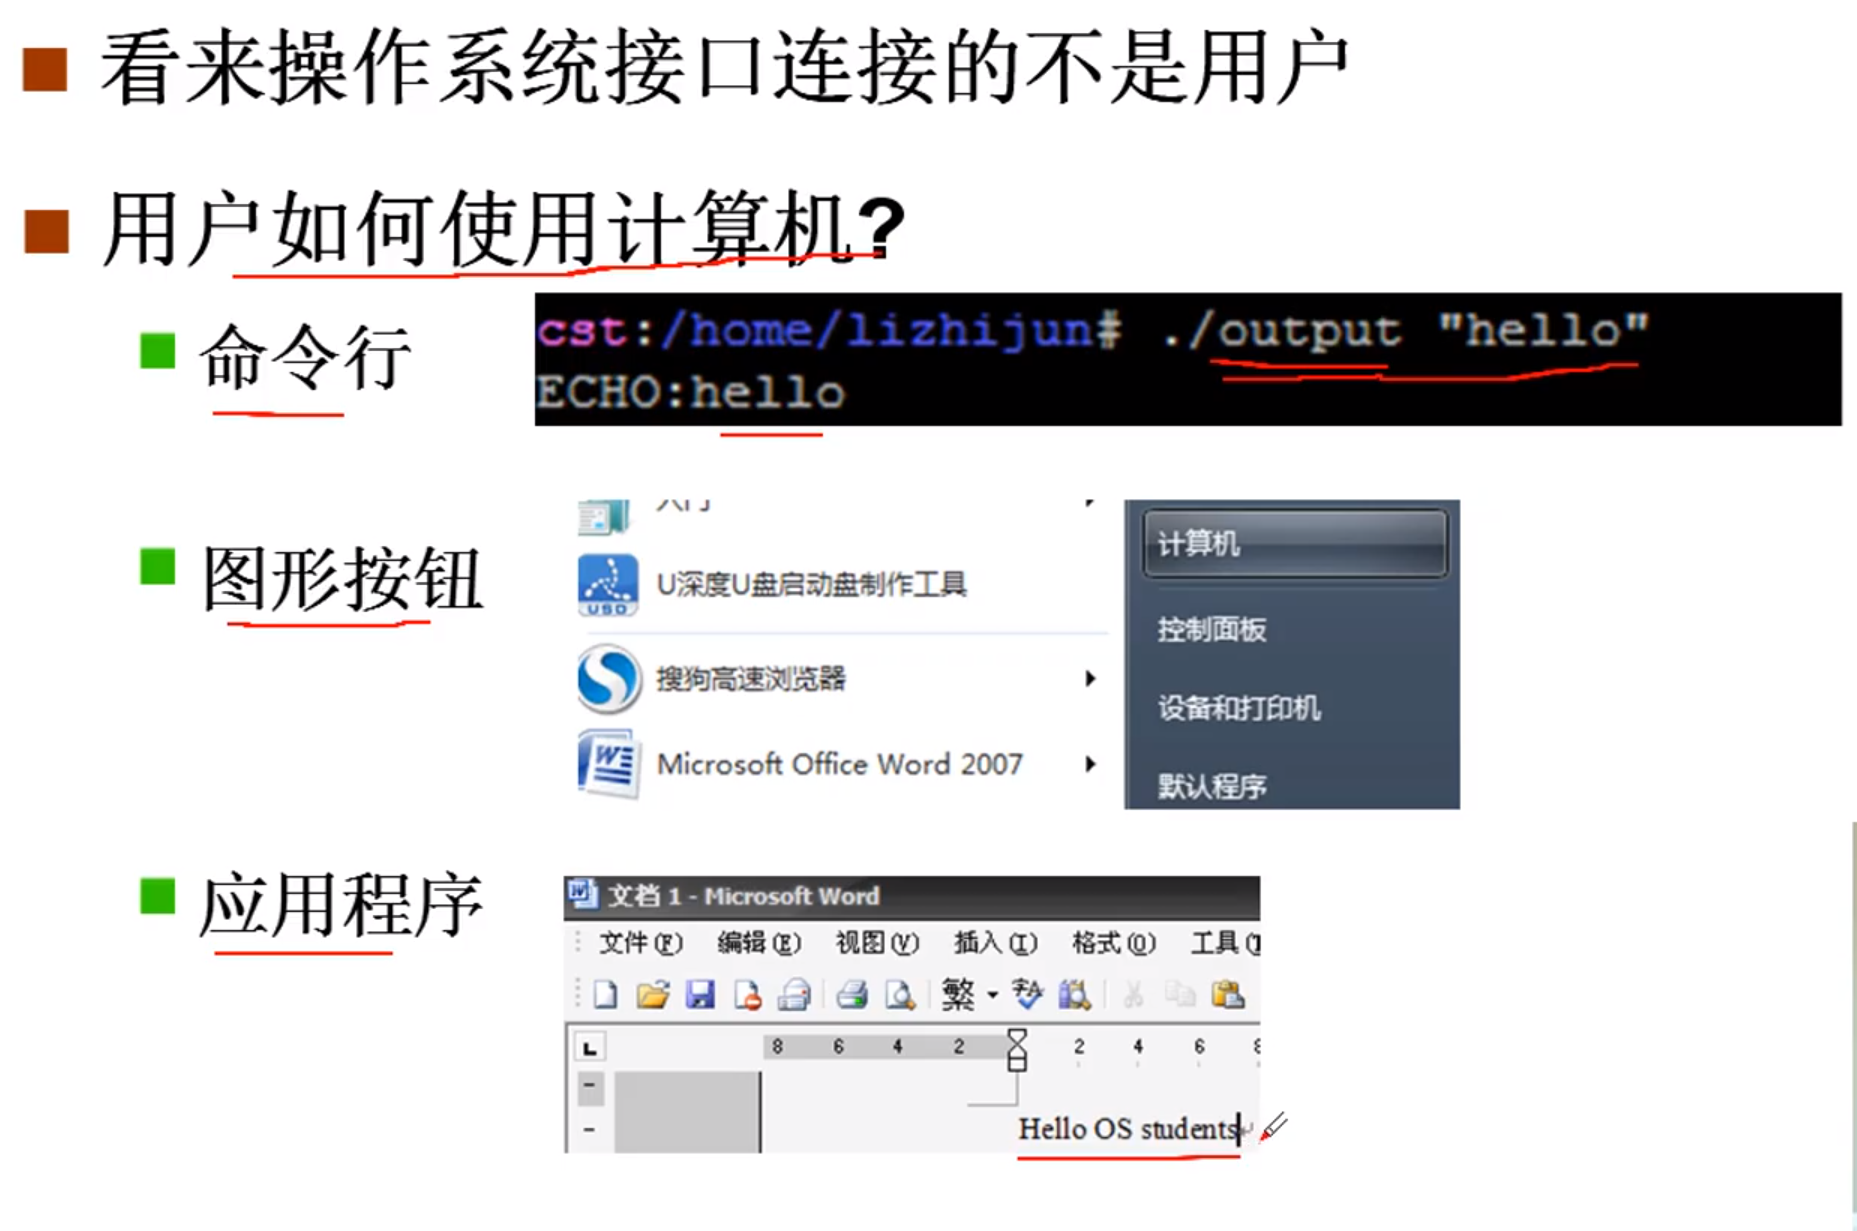 看来操作系统接口连接的不是用户
用户如何使用计算机?
命令行
cst:/home/lizhijun# ./output "hello"
ECHO:hello
图形按钮
入门
U深度U盘启动盘制作工具
USD
搜狗高速浏览器
Microsoft Office Word 2007
计算机
控制面板
设备和打印机
默认程序
应用程序
文档 1 - Microsoft Word
文件(F) 编辑(E) 视图(V) 插入(I) 格式(O) 工具(T
繁
L 8 6 4 2 2 4 6 8
Hello OS students